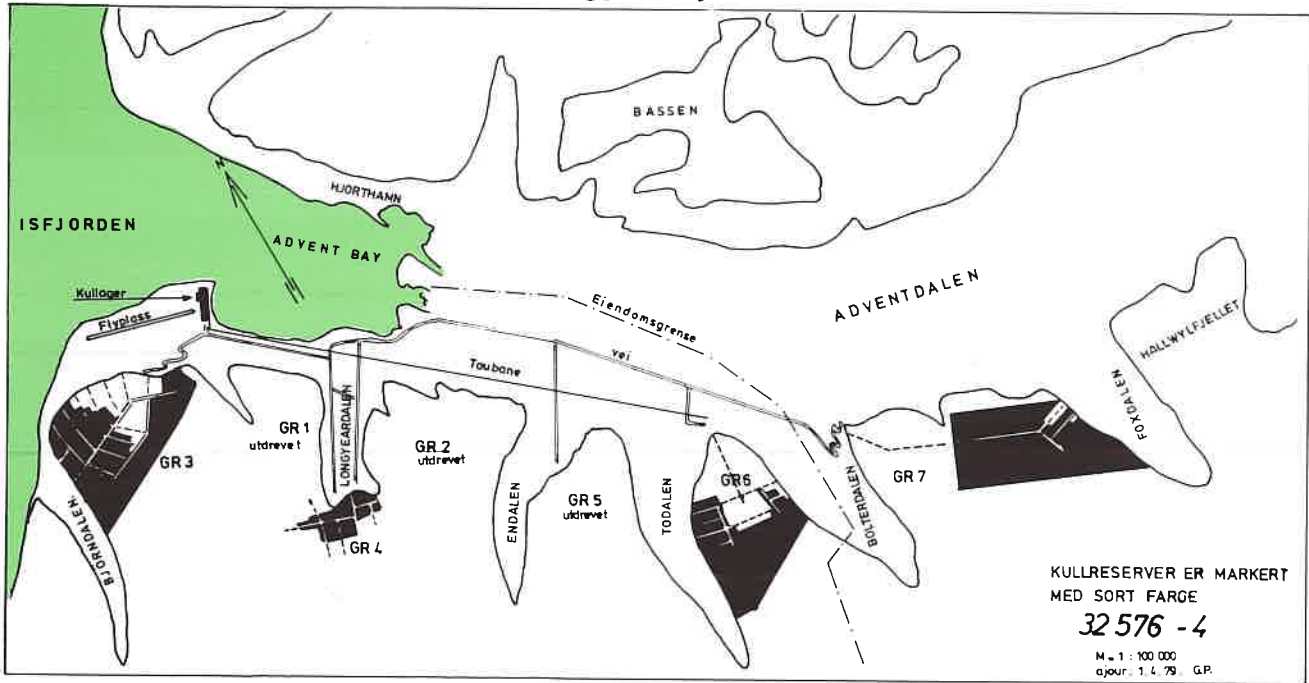 BASSEN
HJORTHAMN
N
ISFJORDEN
ADVENT BAY
ADVENTDALEN
Kullager
Flyplass
Eiendomsgrense
vei
Taubane
HALLWYLFJELLET
FOXDALEN
LONGYEARDALEN
GR 1
utdrevet
GR 2
utdrevet
GR 3
GR 4
GR 5
utdrevet
GR 6
GR 7
ENDALEN
TODALEN
BOLTERDALEN
BJØRNDALEN
KULLRESERVER ER MARKERT
MED SORT FARGE
32 576 - 4
M = 1 : 100 000
ajour: 1.4.79. G.P.